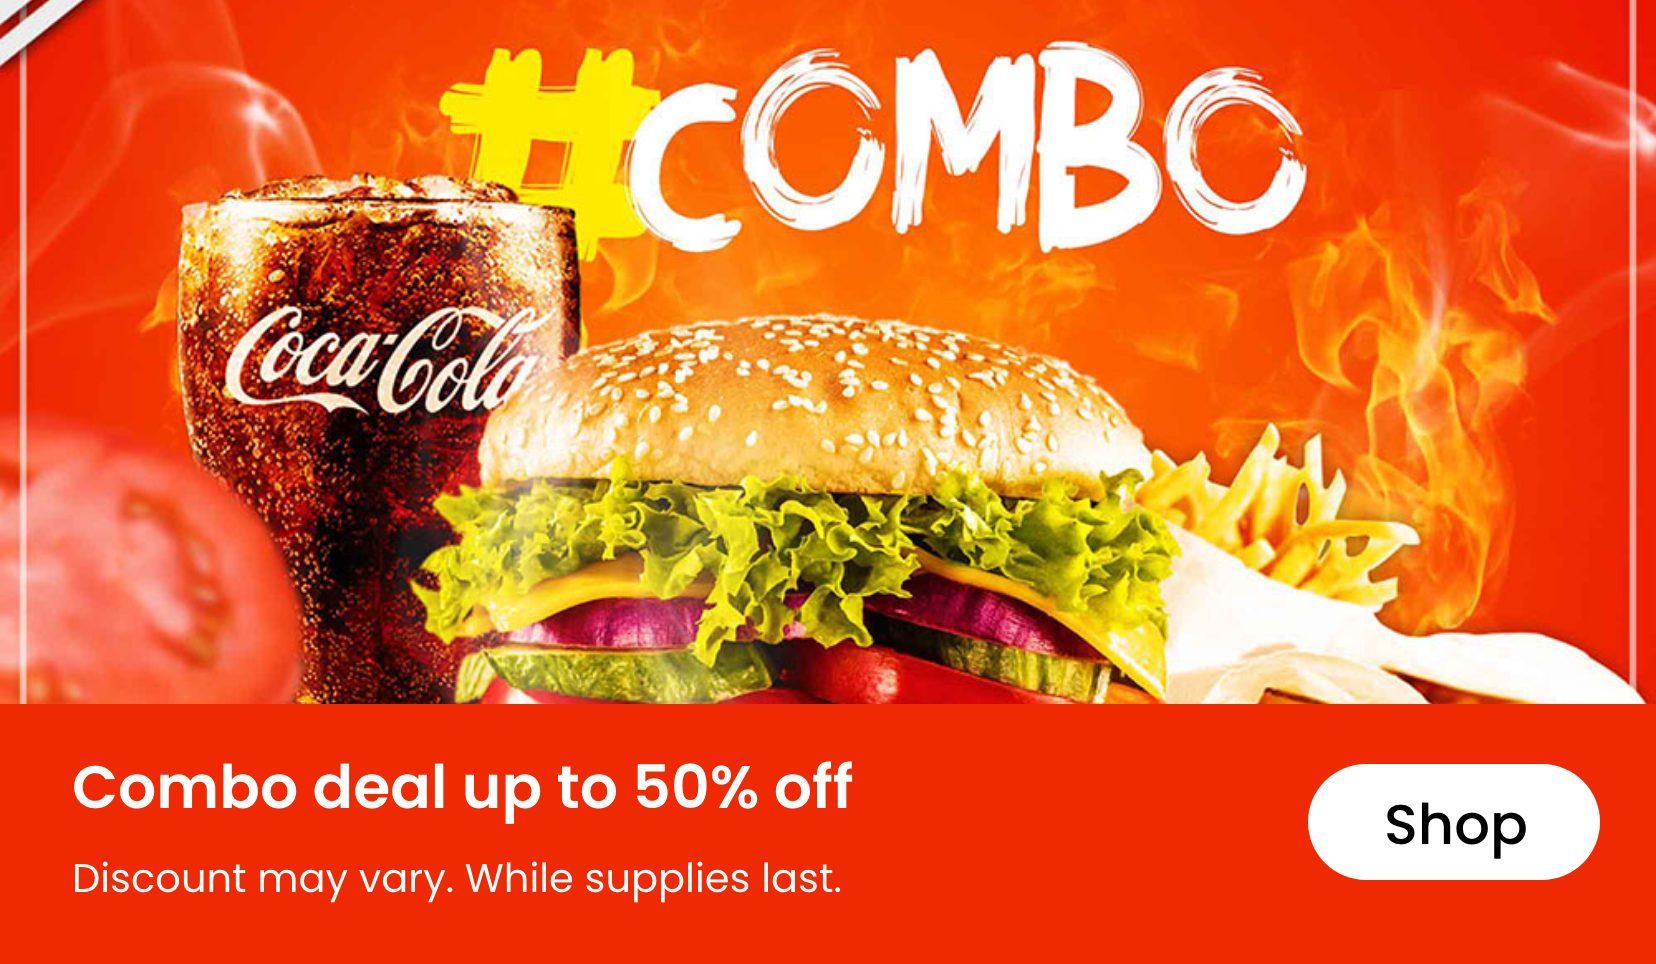 #COMBO
Coca-Cola
Combo deal up to 50% off
Discount may vary. While supplies last.
Shop